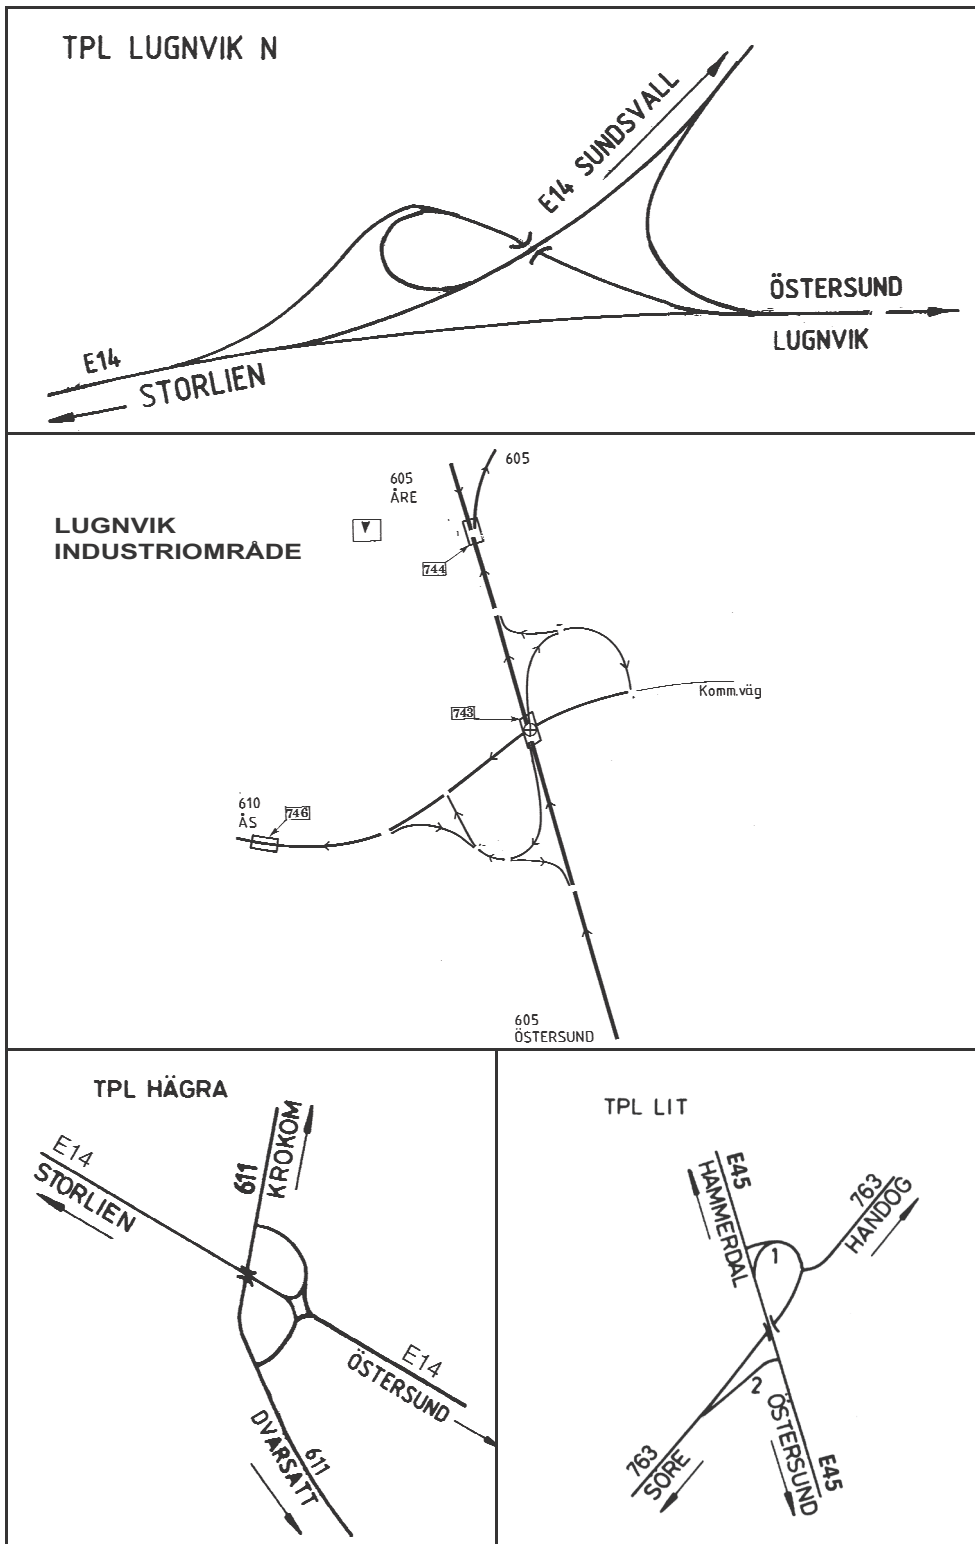 TPL LUGNVIK N
E14 SUNDSVALL
ÖSTERSUND
LUGNVIK
E14
STORLIEN
605
605
ÅRE
LUGNVIK
INDUSTRIOMRÅDE
744
Komm.väg
743
610
ÅS
746
605
ÖSTERSUND
TPL HÄGRA
E14
STORLIEN
611
KROKOM
E14
ÖSTERSUND
611
DVÄRSÄTT
TPL LIT
E45
HAMMERDAL
763
HANDOG
1
2
763
SÖRE
ÖSTERSUND
E45